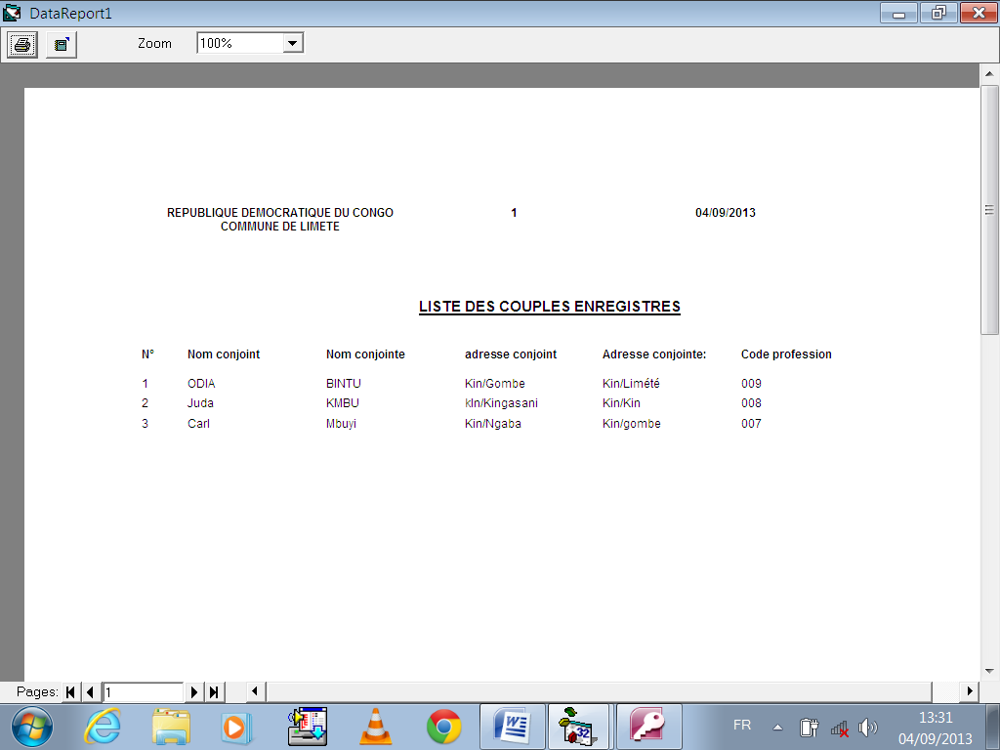 DataReport1
Zoom 100%
REPUBLIQUE DEMOCRATIQUE DU CONGO 1 04/09/2013
COMMUNE DE LIMETE
LISTE DES COUPLES ENREGISTRES
N° Nom conjoint Nom conjointe adresse conjoint Adresse conjointe: Code profession
1 ODIA BINTU Kin/Gombe Kin/Limété 009
2 Juda KMBU kIn/Kingasani Kin/Kin 008
3 Carl Mbuyi Kin/Ngaba Kin/gombe 007
Pages: 1
FR 13:31
04/09/2013